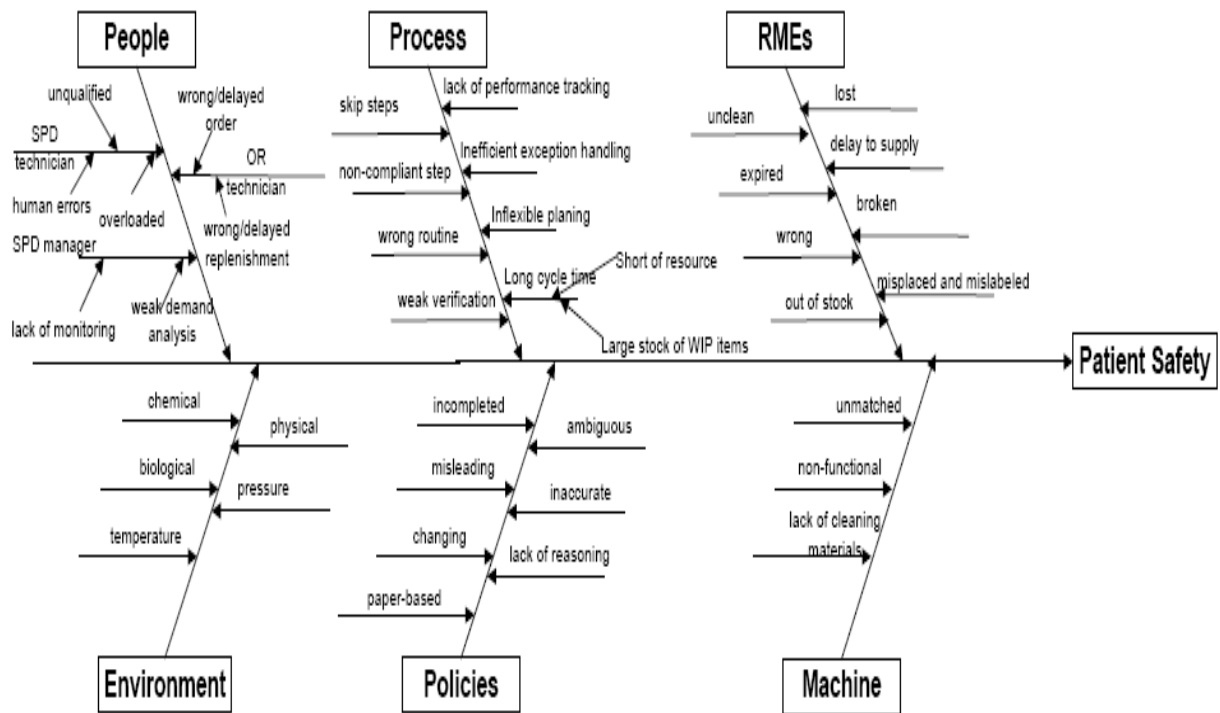 People
Process
RMEs
unqualified
wrong/delayed
order
SPD
technician
OR
technician
human errors
overloaded
wrong/delayed
replenishment
SPD manager
lack of monitoring
weak demand
analysis
lack of performance tracking
skip steps
Inefficient exception handling
non-compliant step
Inflexible planing
wrong routine
Long cycle time
Short of resource
weak verification
Large stock of WIP items
lost
unclean
delay to supply
expired
broken
wrong
misplaced and mislabeled
out of stock
Patient Safety
chemical
physical
biological
pressure
temperature
incompleted
ambiguous
misleading
inaccurate
changing
lack of reasoning
paper-based
unmatched
non-functional
lack of cleaning
materials
Environment
Policies
Machine